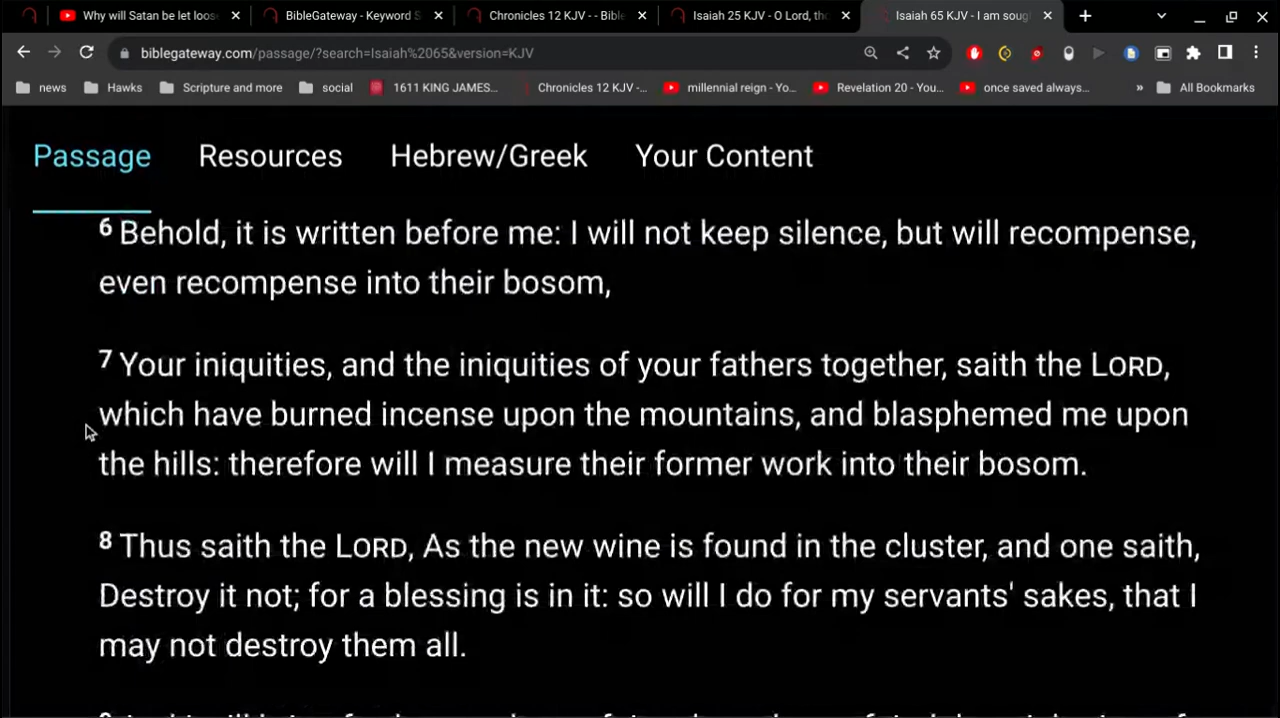 Why will Satan be let loos
BibleGateway - Keyword S
Chronicles 12 KJV - - Bible
Isaiah 25 KJV - O Lord, tho
Isaiah 65 KJV - I am soug
biblegateway.com/passage/?search=Isaiah%2065&version=KJV
news Hawks Scripture and more social 1611 KING JAMES... Chronicles 12 KJV -... millennial reign - Yo... Revelation 20 - You... once saved always... » All Bookmarks
Passage Resources Hebrew/Greek Your Content
6 Behold, it is written before me: I will not keep silence, but will recompense,
even recompense into their bosom,
7 Your iniquities, and the iniquities of your fathers together, saith the LORD,
which have burned incense upon the mountains, and blasphemed me upon
the hills: therefore will I measure their former work into their bosom.
8 Thus saith the LORD, As the new wine is found in the cluster, and one saith,
Destroy it not; for a blessing is in it: so will I do for my servants' sakes, that I
may not destroy them all.